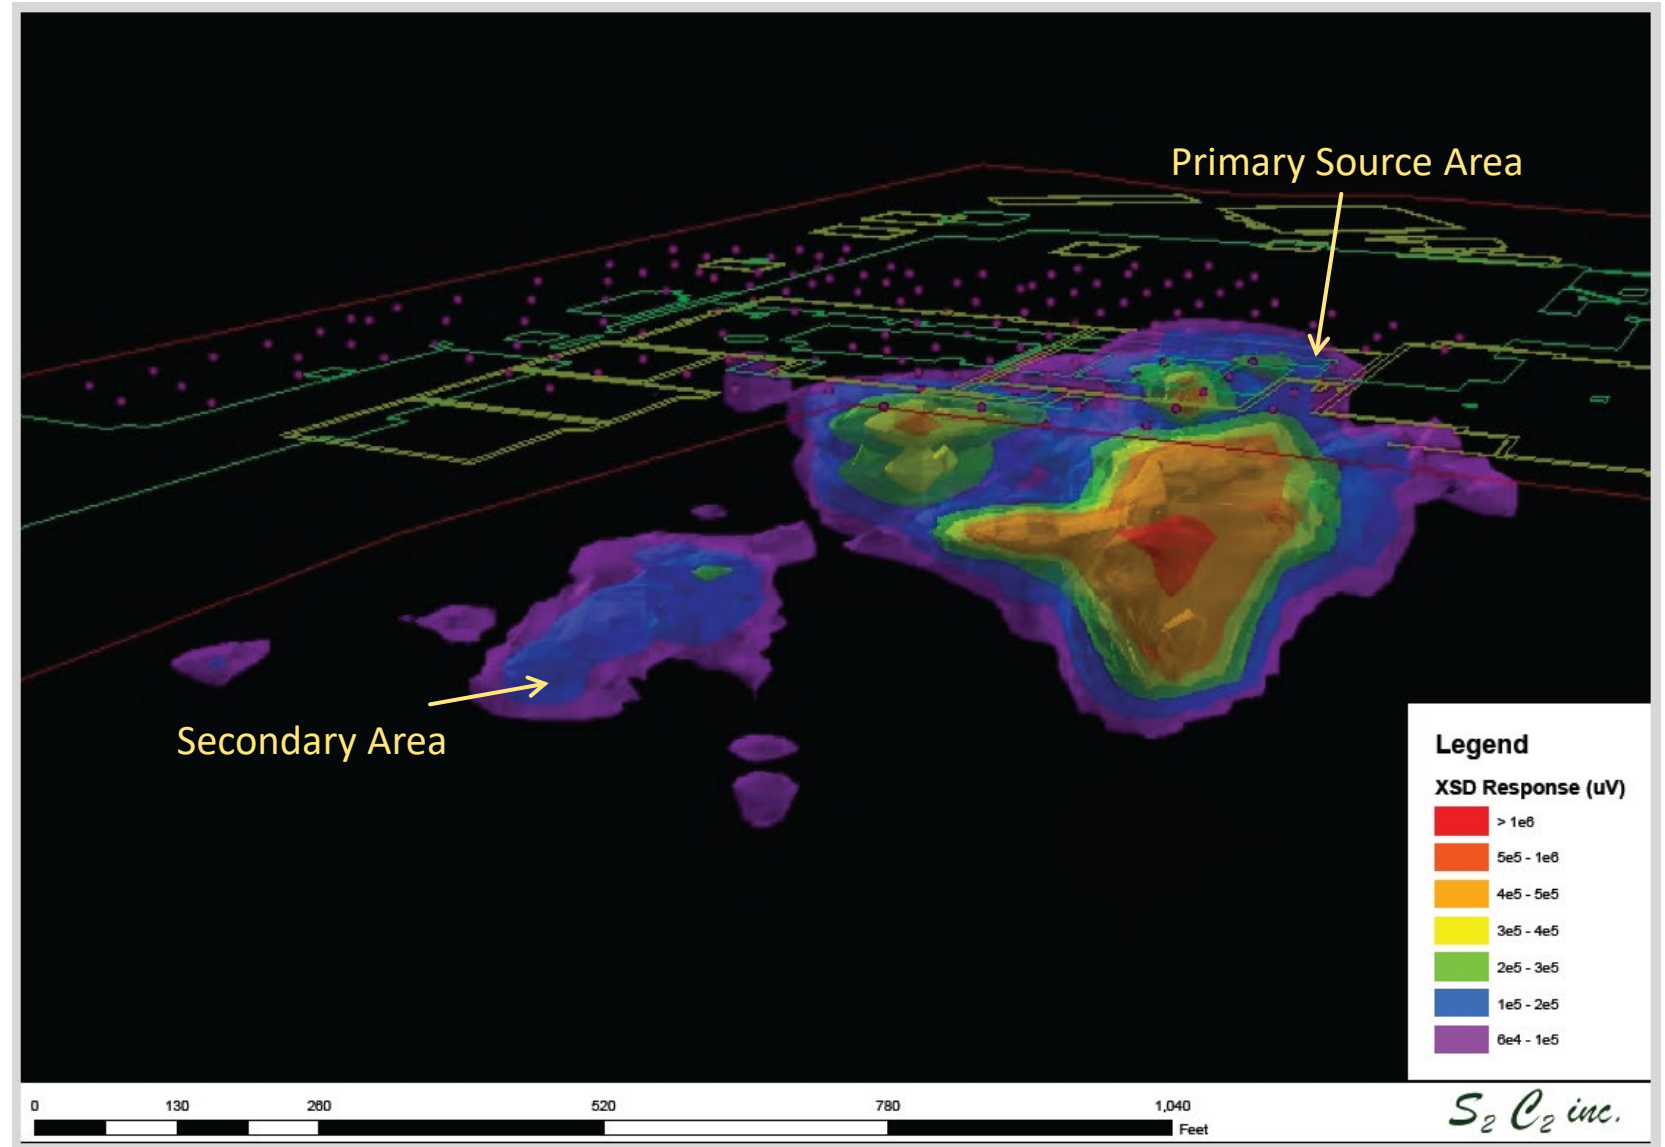 Primary Source Area
Secondary Area
Legend
XSD Response (uV)
> 1e6
5e5 - 1e6
4e5 - 5e5
3e5 - 4e5
2e5 - 3e5
1e5 - 2e5
6e4 - 1e5
0 130 260 520 780 1,040
Feet
S2 C2 inc.